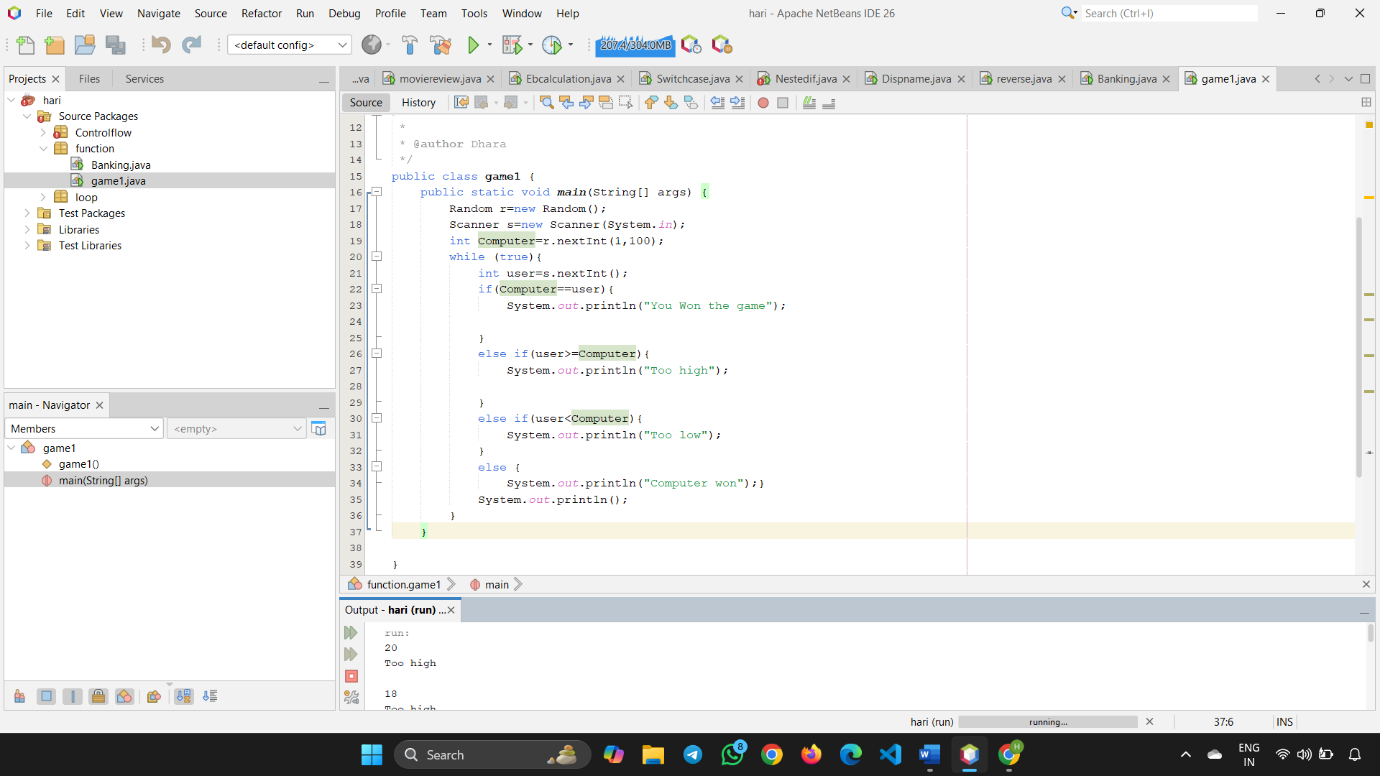 File Edit View Navigate Source Refactor Run Debug Profile Team Tools Window Help
hari - Apache NetBeans IDE 26
Search (Ctrl+I)
<default config>
207.4/304.0MB
Projects Files Services
hari
Source Packages
Controlflow
function
Banking.java
game1.java
loop
Test Packages
Libraries
Test Libraries
main - Navigator
Members
<empty>
game1
game1()
main(String[] args)
...va moviereview.java Ebcalculation.java Switchcase.java Nestedif.java Dispname.java reverse.java Banking.java game1.java
Source History
12 *
13 * @author Dhara
14 */
15 public class game1 {
16 public static void main(String[] args) {
17 Random r=new Random();
18 Scanner s=new Scanner(System.in);
19 int Computer=r.nextInt(1,100);
20 while (true){
21 int user=s.nextInt();
22 if(Computer==user){
23 System.out.println("You Won the game");
24
25 }
26 else if(user>=Computer){
27 System.out.println("Too high");
28
29 }
30 else if(user<Computer){
31 System.out.println("Too low");
32 }
33 else {
34 System.out.println("Computer won");}
35 System.out.println();
36 }
37 }
38
39 }
function.game1 main
Output - hari (run) ...
run:
20
Too high
18
Too high
hari (run) running... 37:6 INS
Search
8
H
ENG
IN